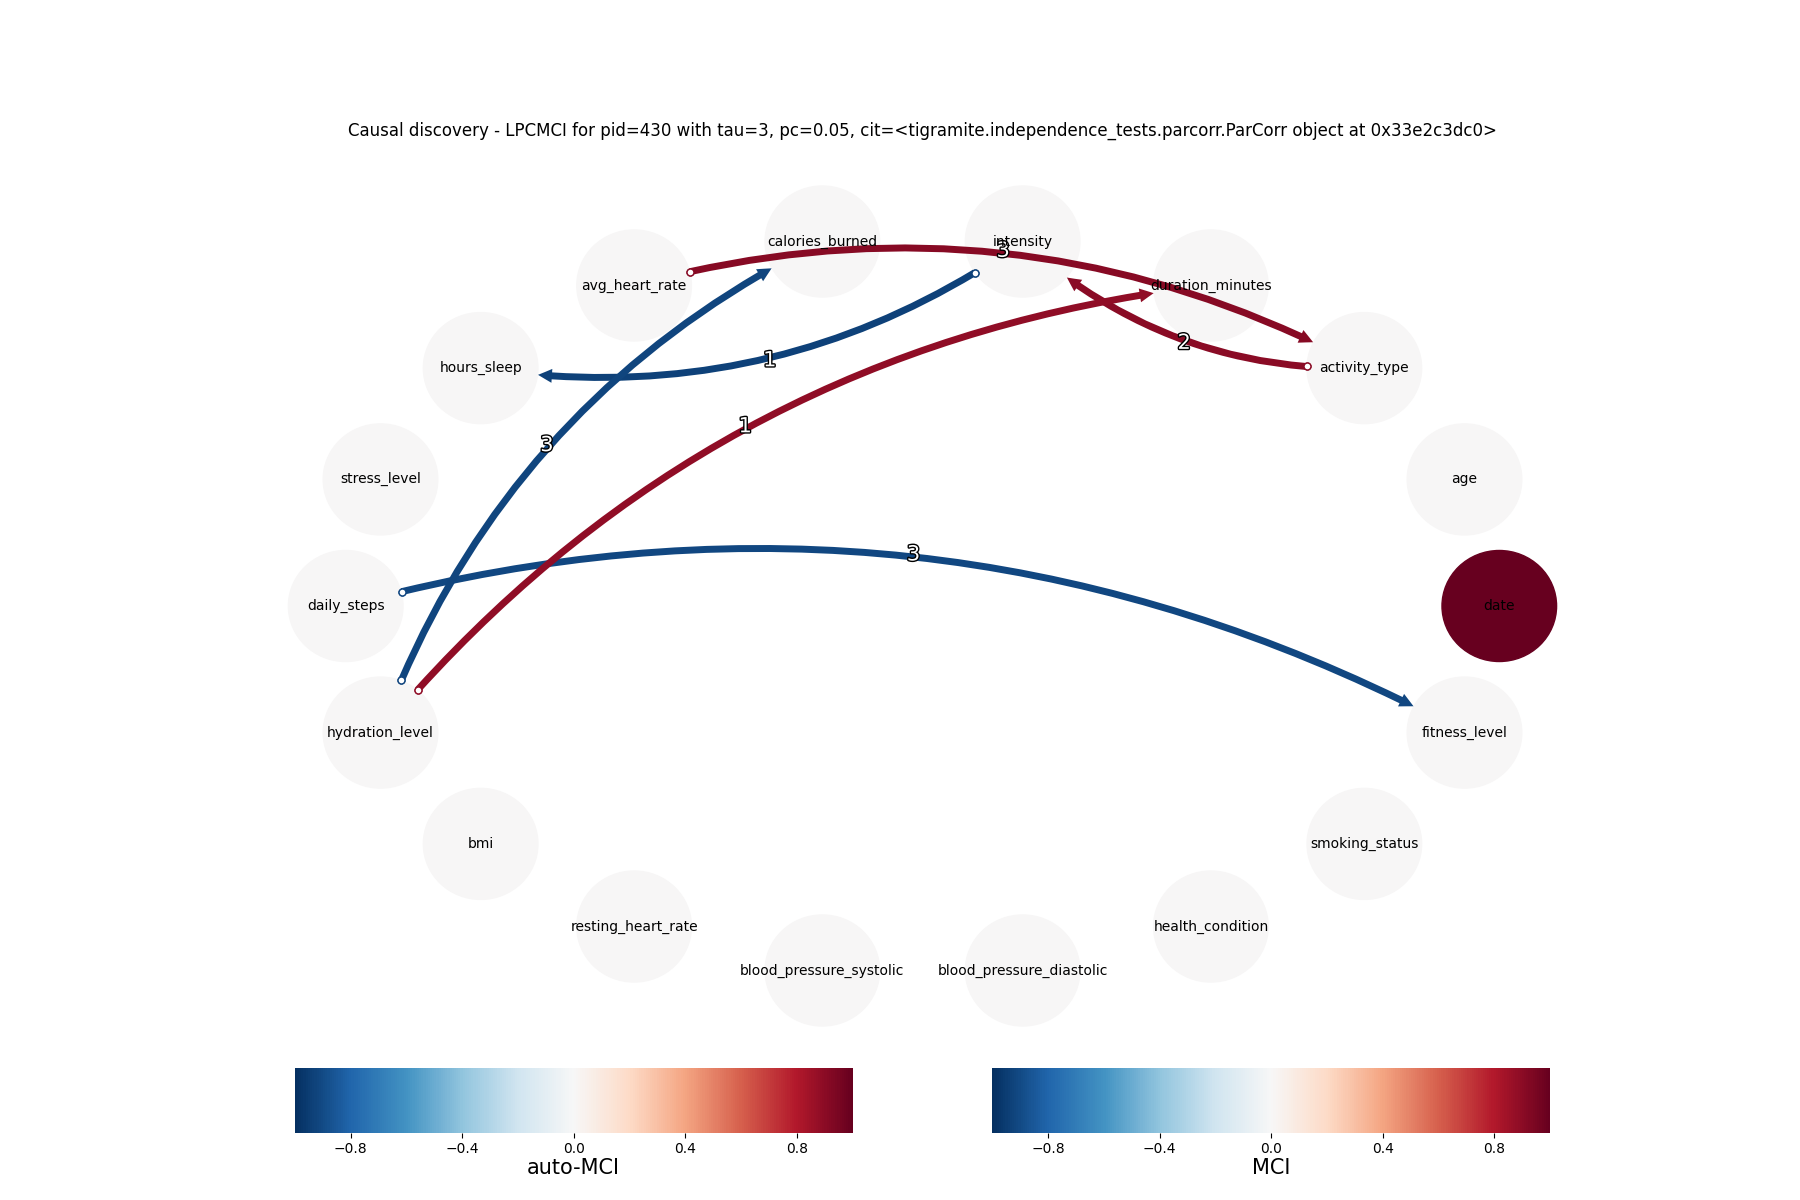 Causal discovery - LPCMCI for pid=430 with tau=3, pc=0.05, cit=<tigramite.independence_tests.parcorr.ParCorr object at 0x33e2c3dc0>
calories_burned
intensity
3
avg_heart_rate
duration_minutes
2
hours_sleep
1
activity_type
1
3
stress_level
age
3
daily_steps
date
hydration_level
fitness_level
bmi
smoking_status
resting_heart_rate
health_condition
blood_pressure_systolic
blood_pressure_diastolic
−0.8 −0.4 0.0 0.4 0.8
auto-MCI
−0.8 −0.4 0.0 0.4 0.8
MCI